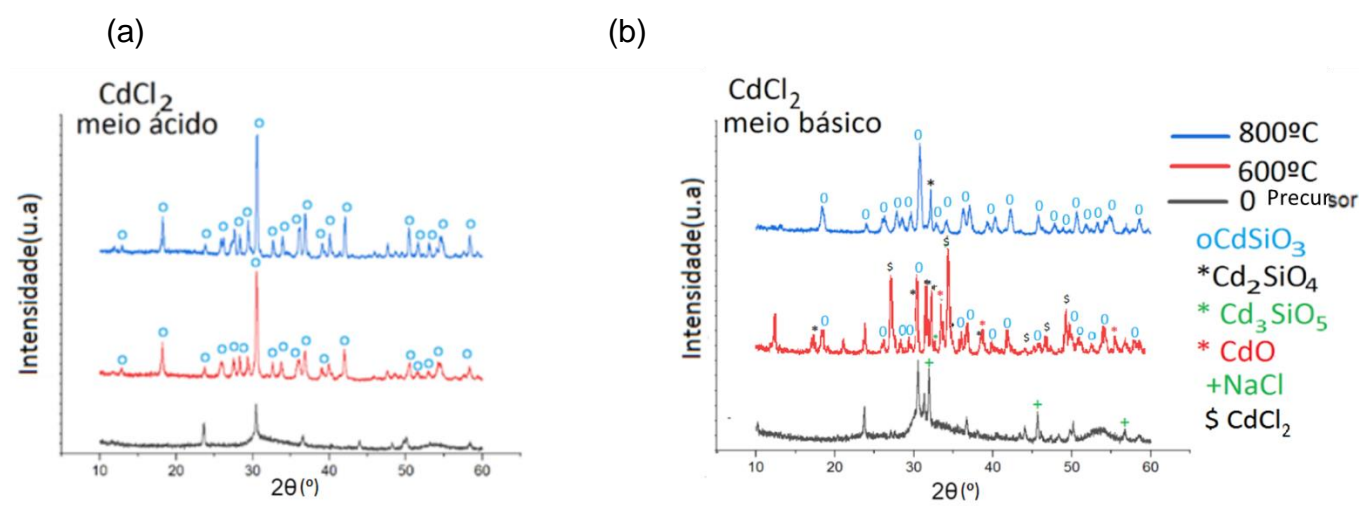 (a)
(b)
CdCl2
meio ácido
Intensidade(u.a)
10 20 30 40 50 60
2θ(º)
CdCl2
meio básico
Intensidade(u.a)
10 20 30 40 50 60
2θ(º)
800ºC
600ºC
0 Precursor
oCdSiO3
*Cd2SiO4
* Cd3SiO5
* CdO
+NaCl
$ CdCl2